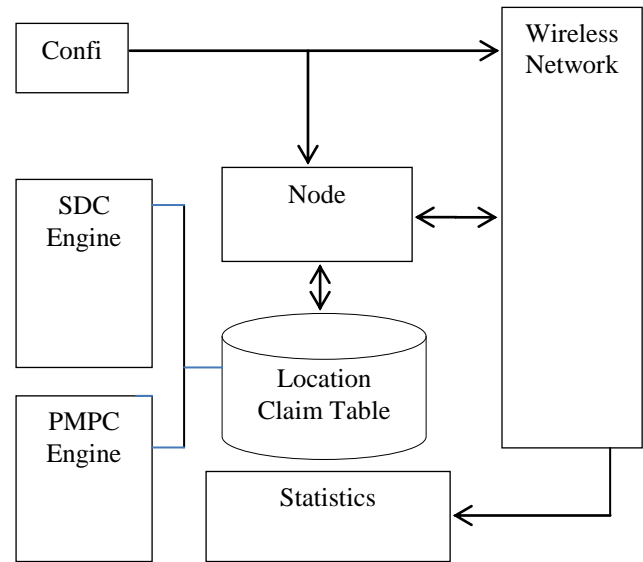 Confi
Wireless
Network
Node
SDC
Engine
Location
Claim Table
PMPC
Engine
Statistics